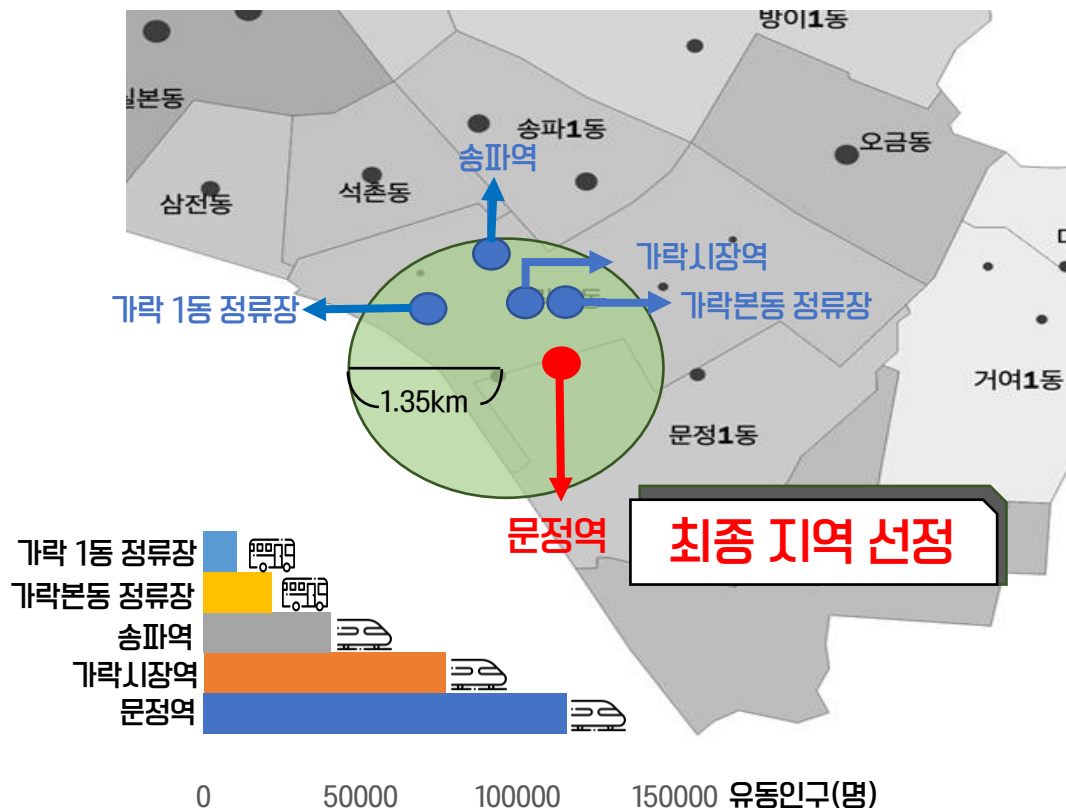 방이1동
송파1동
오금동
송파역
석촌동
삼전동
가락시장역
가락 1동 정류장
가락본동 정류장
1.35km
거여1동
문정1동
문정역
최종 지역 선정
가락 1동 정류장
가락본동 정류장
송파역
가락시장역
문정역
0 50000 100000 150000 유동인구(명)